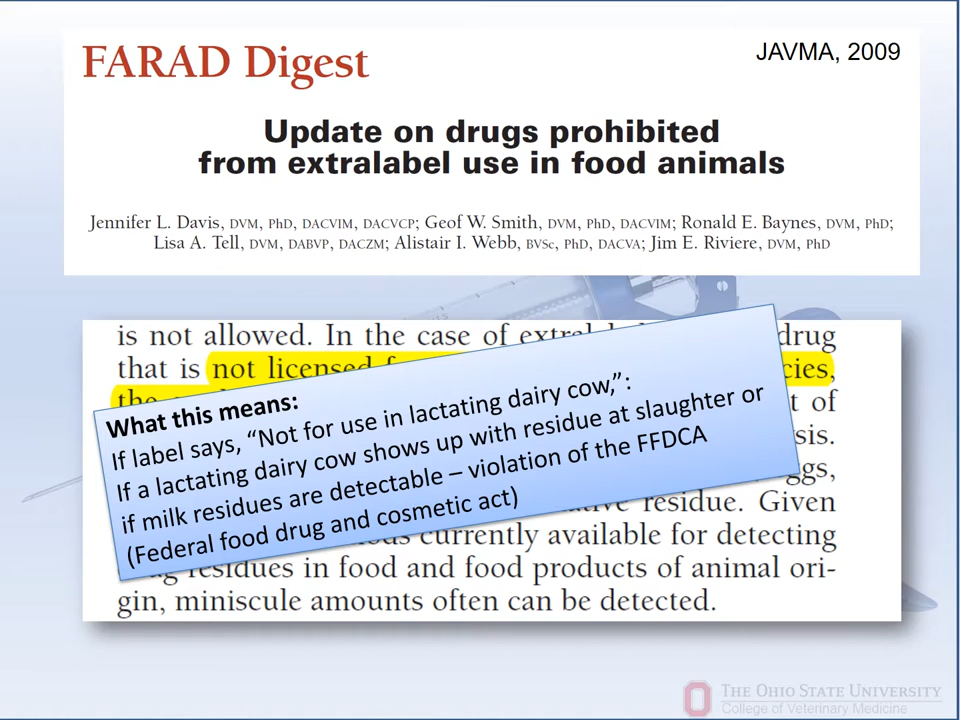 FARAD Digest
JAVMA, 2009
Update on drugs prohibited
from extralabel use in food animals
Jennifer L. Davis, DVM, PhD, DACVIM, DACVCP; Geof W. Smith, DVM, PhD, DACVIM; Ronald E. Baynes, DVM, PhD;
Lisa A. Tell, DVM, DABVP, DACZM; Alistair I. Webb, BVSc, PhD, DACVA; Jim E. Riviere, DVM, PhD
is not allowed. In the case of drug
that is not licensed
the
of
What this means:
If label says, “Not for use in lactating dairy cow,”:
If a lactating dairy cow shows up with residue at slaughter or
if milk residues are detectable – violation of the FFDCA
(Federal food drug and cosmetic act)
residue. Given
currently available for detecting
residues in food and food products of animal ori-
gin, miniscule amounts often can be detected.
THE OHIO STATE UNIVERSITY
College of Veterinary Medicine